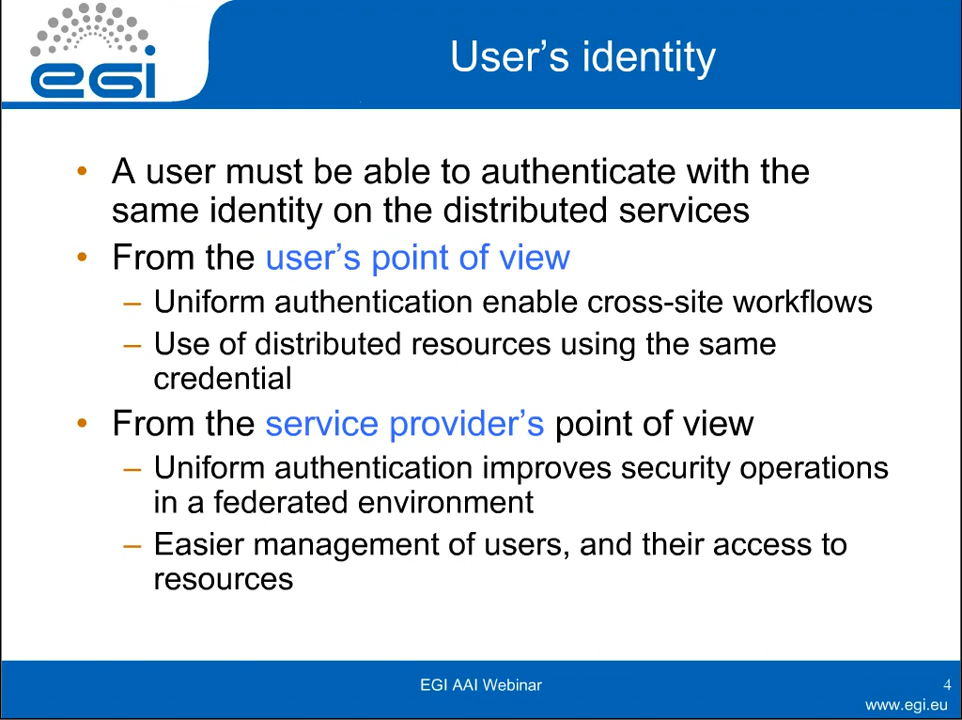 egi
User's identity
• A user must be able to authenticate with the
same identity on the distributed services
• From the user's point of view
– Uniform authentication enable cross-site workflows
– Use of distributed resources using the same
credential
• From the service provider's point of view
– Uniform authentication improves security operations
in a federated environment
– Easier management of users, and their access to
resources
EGI AAI Webinar
4
www.egi.eu